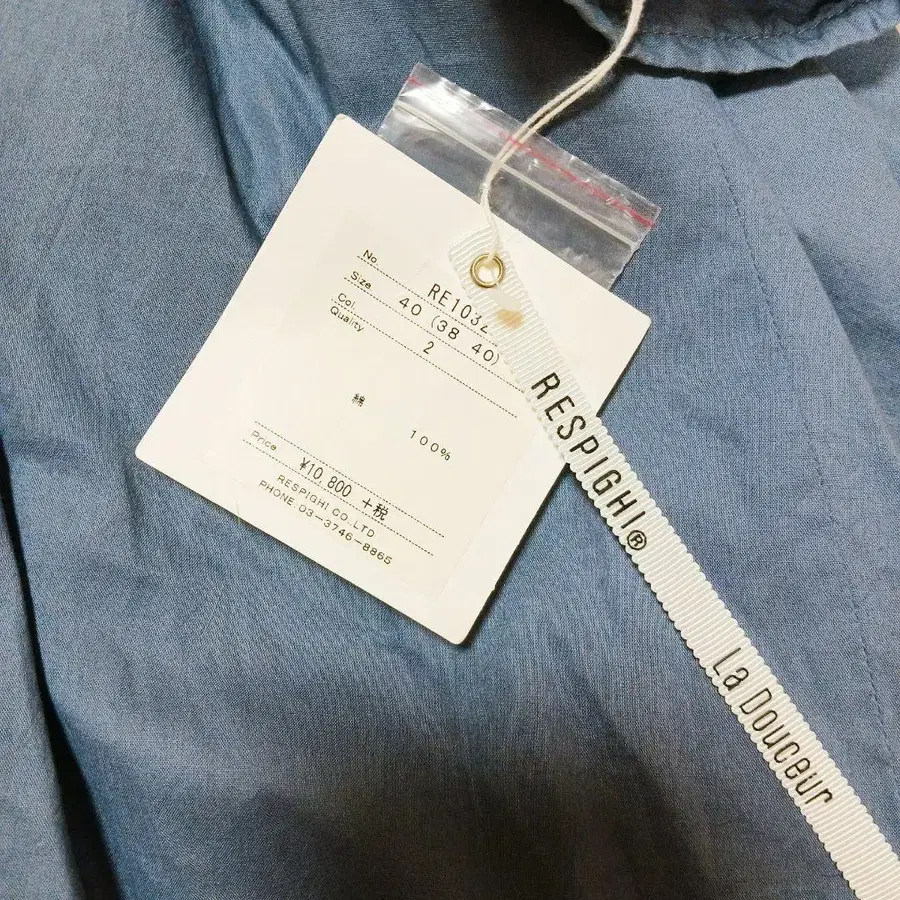 No. RE1032
Size 40 (38 40)
Col. 2
Quality
綿 100%
Price ¥10,800 +税
RESPIGHI CO.,LTD
PHONE.03-3746-8865
RESPIGHI®
La Douceur